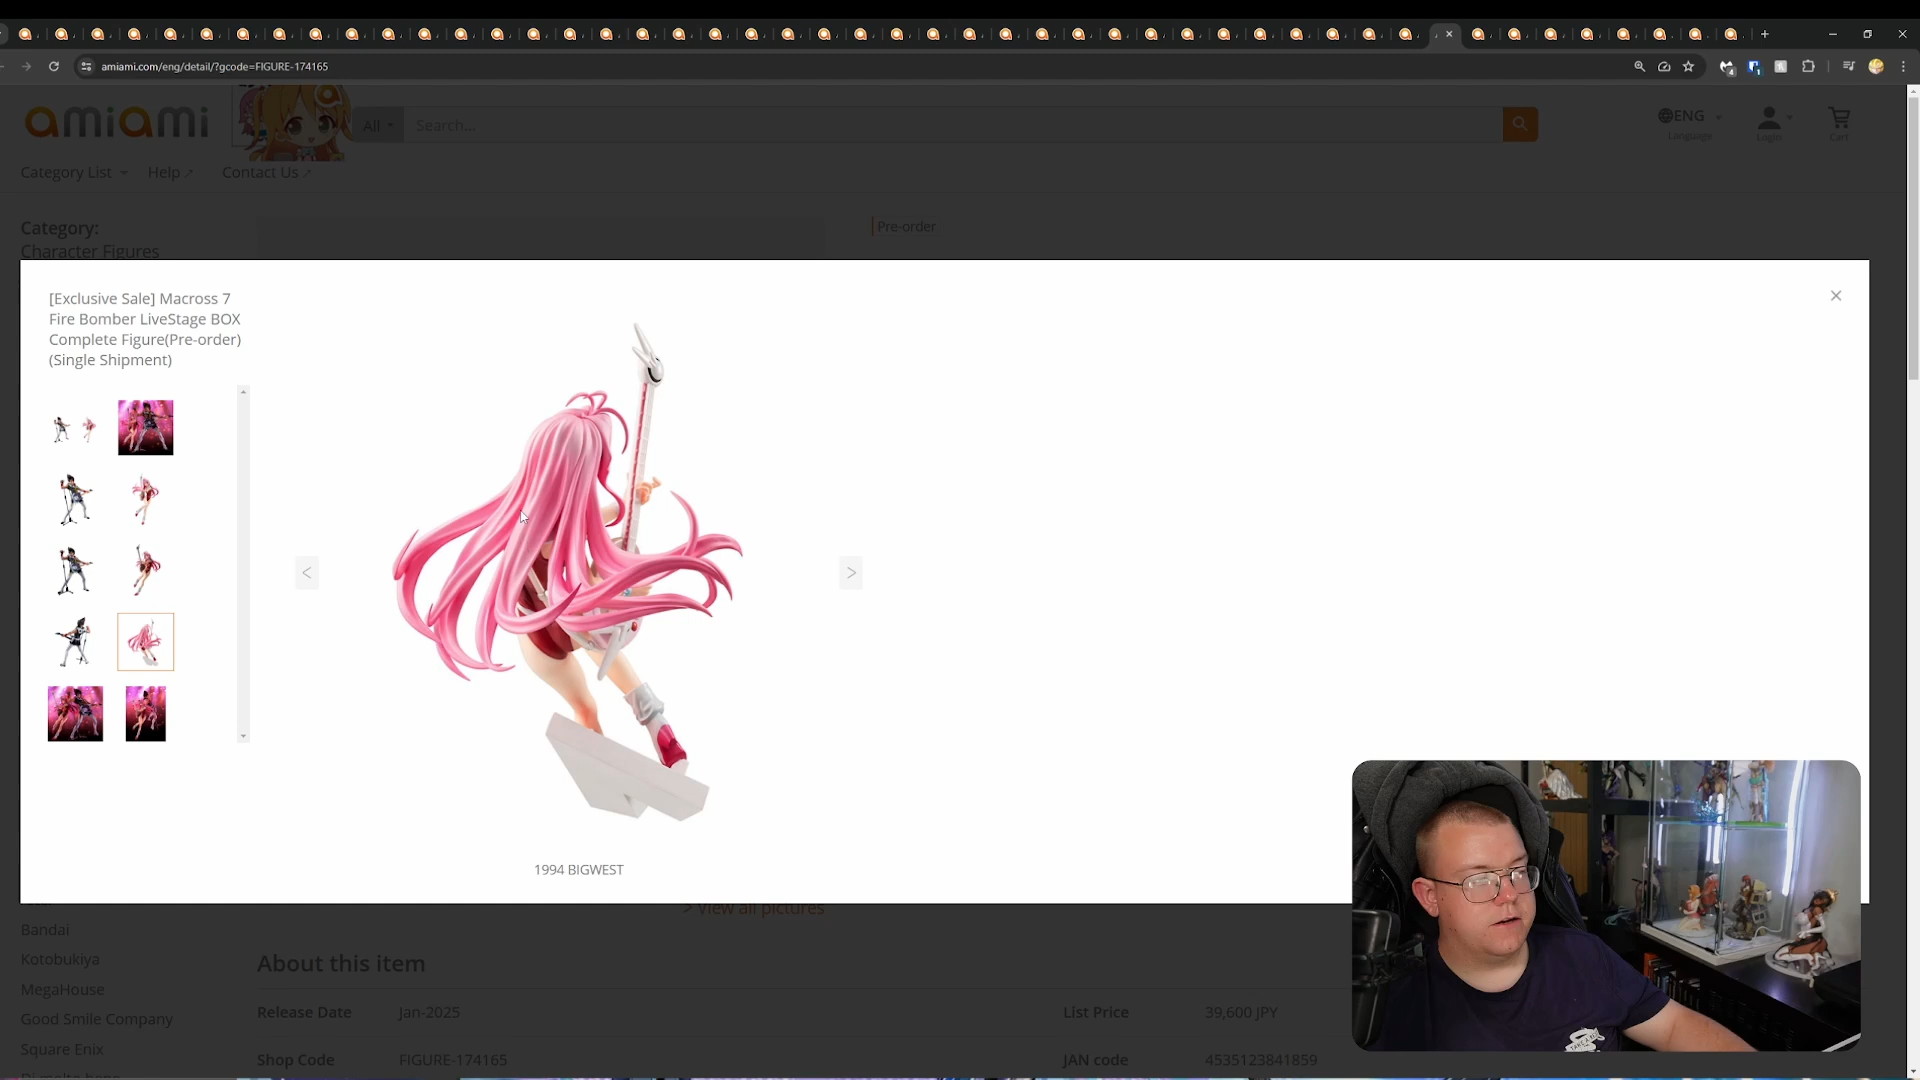 amiami.com/eng/detail/?gcode=FIGURE-174165
amiami
All
Search...
ENG
Language
Login
Cart
Category List
Help
Contact Us
Category:
Character Figures
Pre-order
[Exclusive Sale] Macross 7
Fire Bomber LiveStage BOX
Complete Figure(Pre-order)
(Single Shipment)
<
>
1994 BIGWEST
> View all pictures
Bandai
Kotobukiya
MegaHouse
Good Smile Company
Square Enix
About this item
Release Date
Jan-2025
List Price
39,600 JPY
Shop Code
FIGURE-174165
JAN code
4535123841859